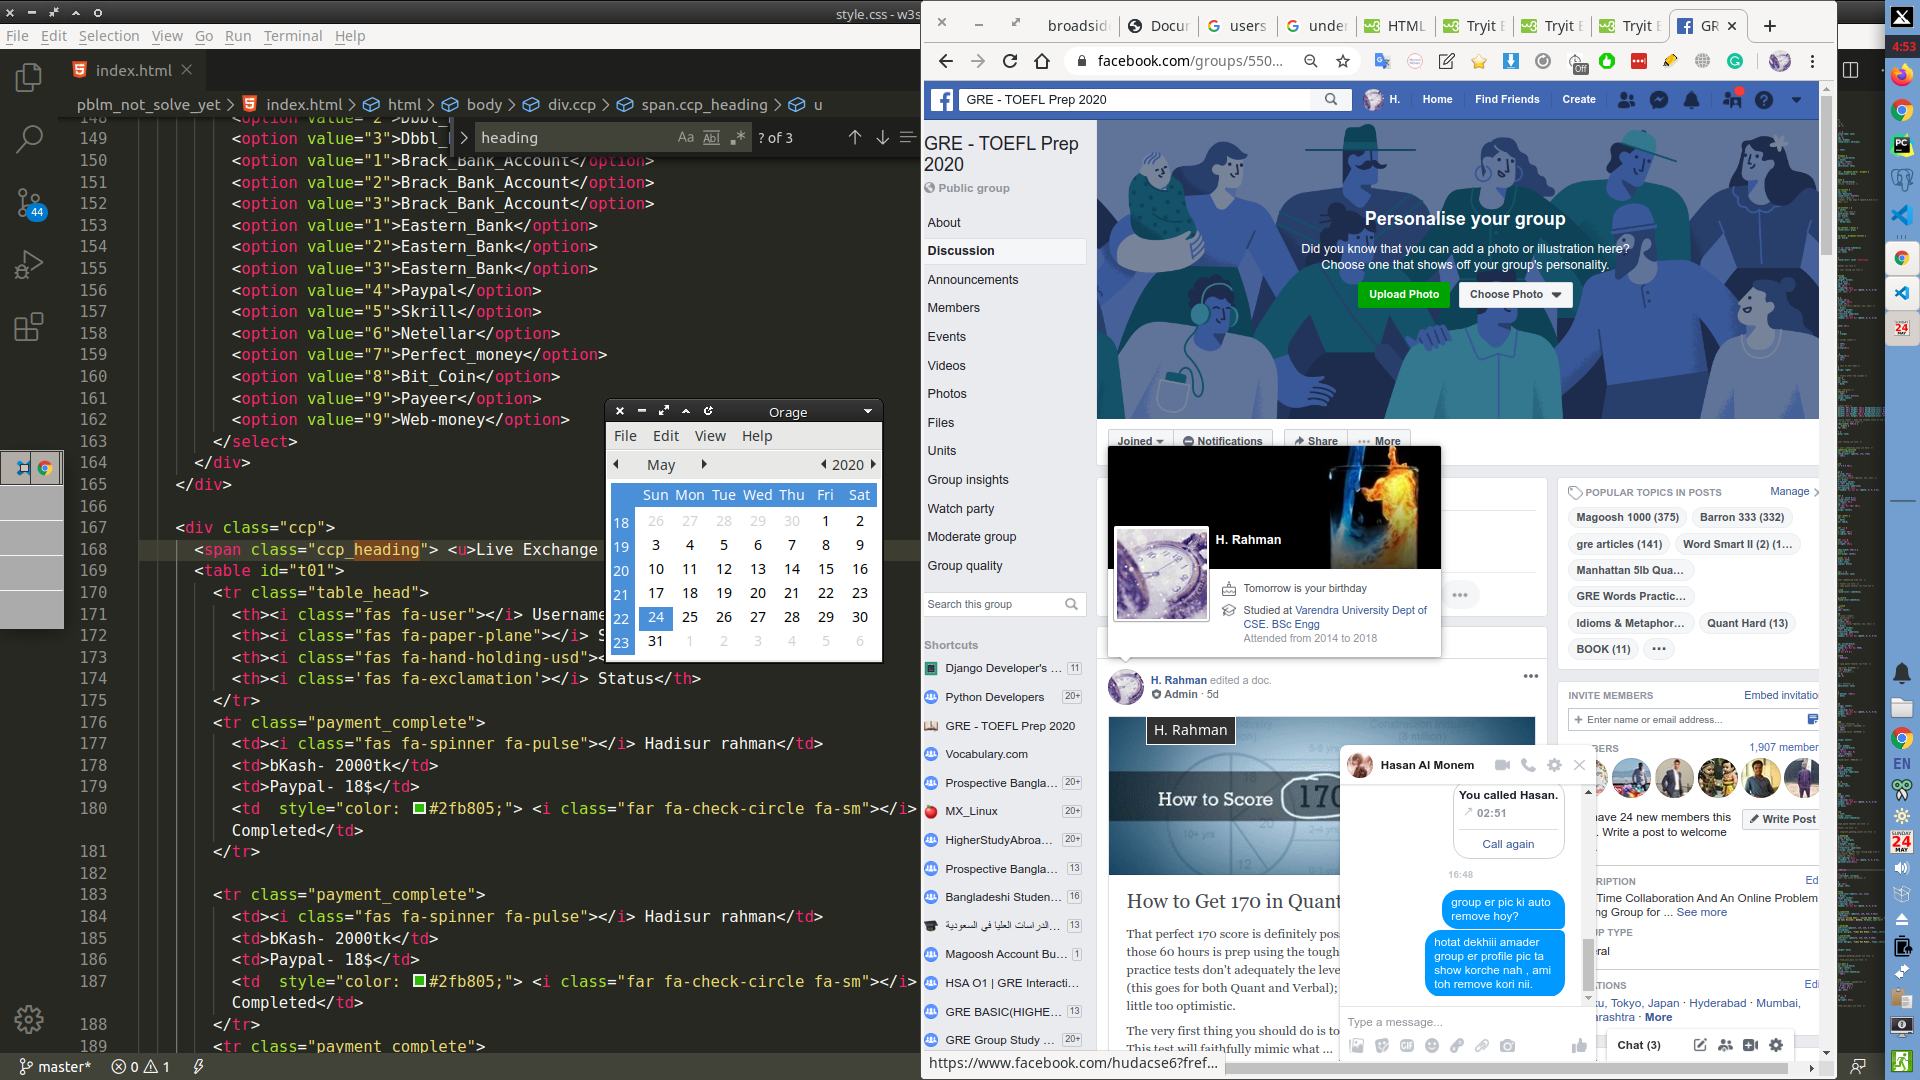 style.css - w3s
File Edit Selection View Go Run Terminal Help
index.html
pblm_not_solve_yet > index.html > html > body > div.ccp > span.ccp_heading > u
heading
Aa
? of 3
149 <option value="3">Dbbl_
150 <option value="1">Brack_Bank_Account</option>
151 <option value="2">Brack_Bank_Account</option>
152 <option value="3">Brack_Bank_Account</option>
153 <option value="1">Eastern_Bank</option>
154 <option value="2">Eastern_Bank</option>
155 <option value="3">Eastern_Bank</option>
156 <option value="4">Paypal</option>
157 <option value="5">Skrill</option>
158 <option value="6">Netellar</option>
159 <option value="7">Perfect_money</option>
160 <option value="8">Bit_Coin</option>
161 <option value="9">Payeer</option>
162 <option value="9">Web-money</option>
163 </select>
164 </div>
165 </div>
166
167 <div class="ccp">
168 <span class="ccp_heading"> <u>Live Exchange
169 <table id="t01">
170 <tr class="table_head">
171 <th><i class="fas fa-user"></i> Username
172 <th><i class="fas fa-paper-plane"></i> S
173 <th><i class="fas fa-hand-holding-usd"></i>
174 <th><i class='fas fa-exclamation'></i> Status</th>
175 </tr>
176 <tr class="payment_complete">
177 <td><i class="fas fa-spinner fa-pulse"></i> Hadisur rahman</td>
178 <td>bKash- 2000tk</td>
179 <td>Paypal- 18$</td>
180 <td style="color: #2fb805;"> <i class="far fa-check-circle fa-sm"></i>
Completed</td>
181 </tr>
182
183 <tr class="payment_complete">
184 <td><i class="fas fa-spinner fa-pulse"></i> Hadisur rahman</td>
185 <td>bKash- 2000tk</td>
186 <td>Paypal- 18$</td>
187 <td style="color: #2fb805;"> <i class="far fa-check-circle fa-sm"></i>
Completed</td>
188 </tr>
189 <tr class="payment_complete">
44
master* 0 1
Orage
File Edit View Help
May 2020
Sun Mon Tue Wed Thu Fri Sat
18 26 27 28 29 30 1 2
19 3 4 5 6 7 8 9
20 10 11 12 13 14 15 16
21 17 18 19 20 21 22 23
22 24 25 26 27 28 29 30
23 31 1 2 3 4 5 6
broadsid Docur users under HTML Tryit E Tryit E Tryit E GR
facebook.com/groups/550...
Off
GRE - TOEFL Prep 2020
H. Home Find Friends Create
GRE - TOEFL Prep
2020
Public group
About
Discussion
Announcements
Members
Events
Videos
Photos
Files
Units
Group insights
Watch party
Moderate group
Group quality
Search this group
Shortcuts
Django Developer's ... 11
Python Developers 20+
GRE - TOEFL Prep 2020
Vocabulary.com
Prospective Bangla... 20+
MX_Linux 20+
HigherStudyAbroa... 20+
Prospective Bangla... 13
Bangladeshi Studen... 16
الدراسات العليا في السعودية... 13
Magoosh Account Bu... 1
HSA O1 | GRE Interacti...
GRE BASIC(HIGHE... 13
GRE Group Study ... 20+
https://www.facebook.com/hudacse6?fref...
Personalise your group
Did you know that you can add a photo or illustration here?
Choose one that shows off your group's personality.
Upload Photo Choose Photo
Joined Notifications Share More
H. Rahman
Tomorrow is your birthday
Studied at Varendra University Dept of
CSE. BSc Engg
Attended from 2014 to 2018
H. Rahman edited a doc.
Admin · 5d
H. Rahman
How to Score 170
How to Get 170 in Quant
That perfect 170 score is definitely pos
those 60 hours is prep using the tough
practice tests don't adequately the leve
(this goes for both Quant and Verbal);
little too optimistic.
The very first thing you should do is to
This test will faithfully mimic what ...
POPULAR TOPICS IN POSTS Manage
Magoosh 1000 (375) Barron 333 (332)
gre articles (141) Word Smart II (2) (1...
Manhattan 5lb Qua...
GRE Words Practic...
Idioms & Metaphor... Quant Hard (13)
BOOK (11) ...
INVITE MEMBERS Embed invitatio
Enter name or email address...
BERS 1,907 member
ave 24 new members this
. Write a post to welcome
Write Post
RIPTION Ed
Time Collaboration And An Online Problem
ng Group for ... See more
UP TYPE
eral
ATIONS Edi
ku, Tokyo, Japan · Hyderabad · Mumbai,
arashtra · More
Hasan Al Monem
You called Hasan.
02:51
Call again
16:48
group er pic ki auto
remove hoy?
hotat dekhiii amader
group er profile pic ta
show korche nah , ami
toh remove kori nii.
Type a message...
GIF
Chat (3)
4:53
PC
SUNDAY
24
MAY
EN
SUNDAY
24
MAY